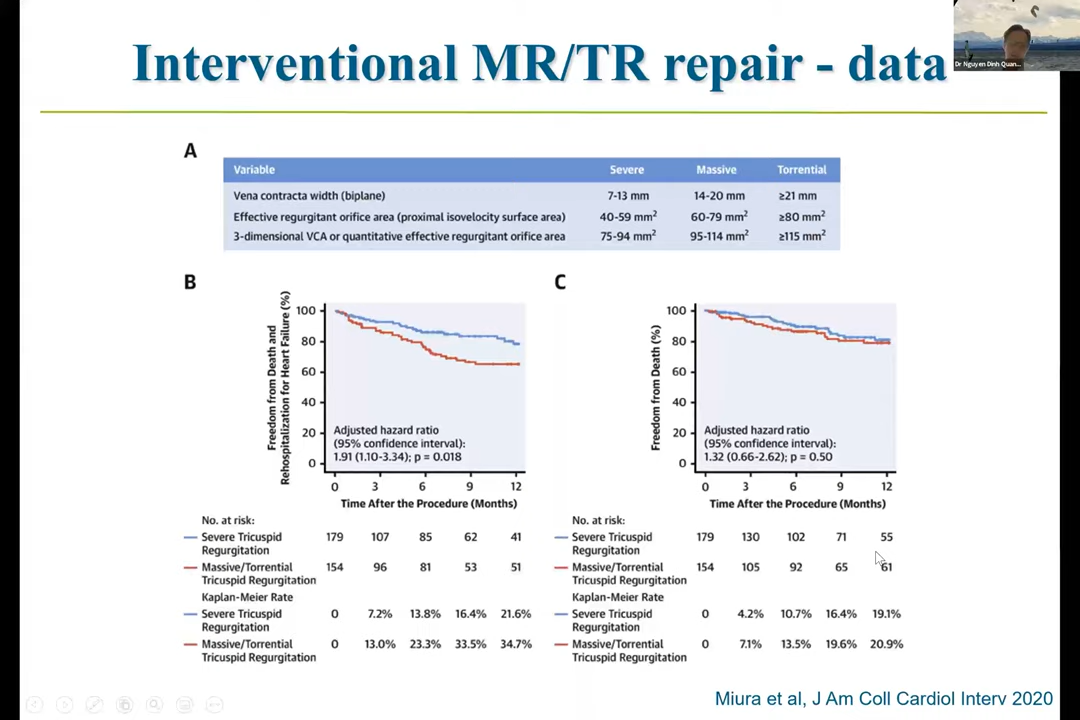 Interventional MR/TR repair - data
Dr Nguyen Dinh Quan...
A
Variable Severe Massive Torrential
Vena contracta width (biplane) 7-13 mm 14-20 mm ≥21 mm
Effective regurgitant orifice area (proximal isovelocity surface area) 40-59 mm² 60-79 mm² ≥80 mm²
3-dimensional VCA or quantitative effective regurgitant orifice area 75-94 mm² 95-114 mm² ≥115 mm²
B
Freedom from Death and
Rehospitalization for Heart Failure (%)
100
80
60
40
20
0
Adjusted hazard ratio
(95% confidence interval):
1.91 (1.10-3.34); p = 0.018
0 3 6 9 12
Time After the Procedure (Months)
No. at risk:
Severe Tricuspid 179 107 85 62 41
Regurgitation
Massive/Torrential 154 96 81 53 51
Tricuspid Regurgitation
Kaplan-Meier Rate
Severe Tricuspid 0 7.2% 13.8% 16.4% 21.6%
Regurgitation
Massive/Torrential 0 13.0% 23.3% 33.5% 34.7%
Tricuspid Regurgitation
C
Freedom from Death (%)
100
80
60
40
20
0
Adjusted hazard ratio
(95% confidence interval):
1.32 (0.66-2.62); p = 0.50
0 3 6 9 12
Time After the Procedure (Months)
No. at risk:
Severe Tricuspid 179 130 102 71 55
Regurgitation
Massive/Torrential 154 105 92 65 61
Tricuspid Regurgitation
Kaplan-Meier Rate
Severe Tricuspid 0 4.2% 10.7% 16.4% 19.1%
Regurgitation
Massive/Torrential 0 7.1% 13.5% 19.6% 20.9%
Tricuspid Regurgitation
Miura et al, J Am Coll Cardiol Interv 2020